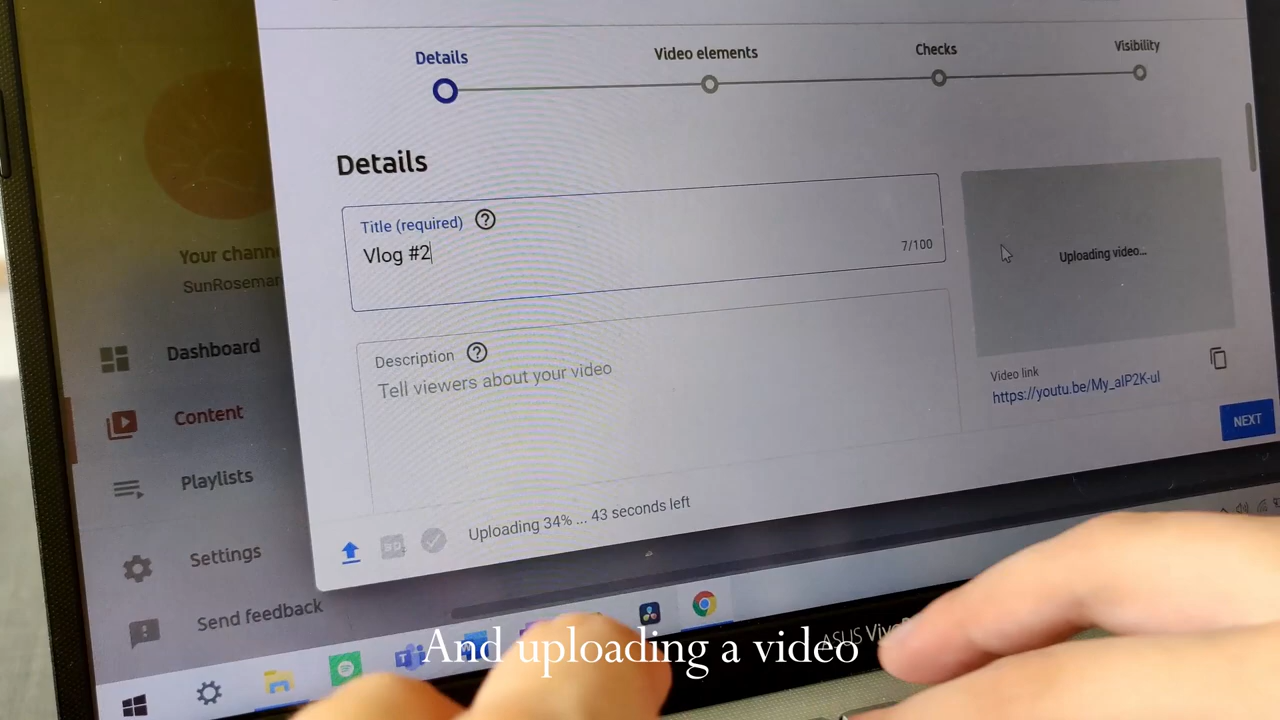 Details
Video elements
Checks
Visibility
Details
Title (required)
Vlog #2
7/100
Uploading video...
Description
Tell viewers about your video
Video link
https://youtu.be/My_aIP2K-uI
NEXT
Uploading 34% ... 43 seconds left
Your
Dashboard
Content
Playlists
Settings
Send feedback
ASUS
And uploading a video